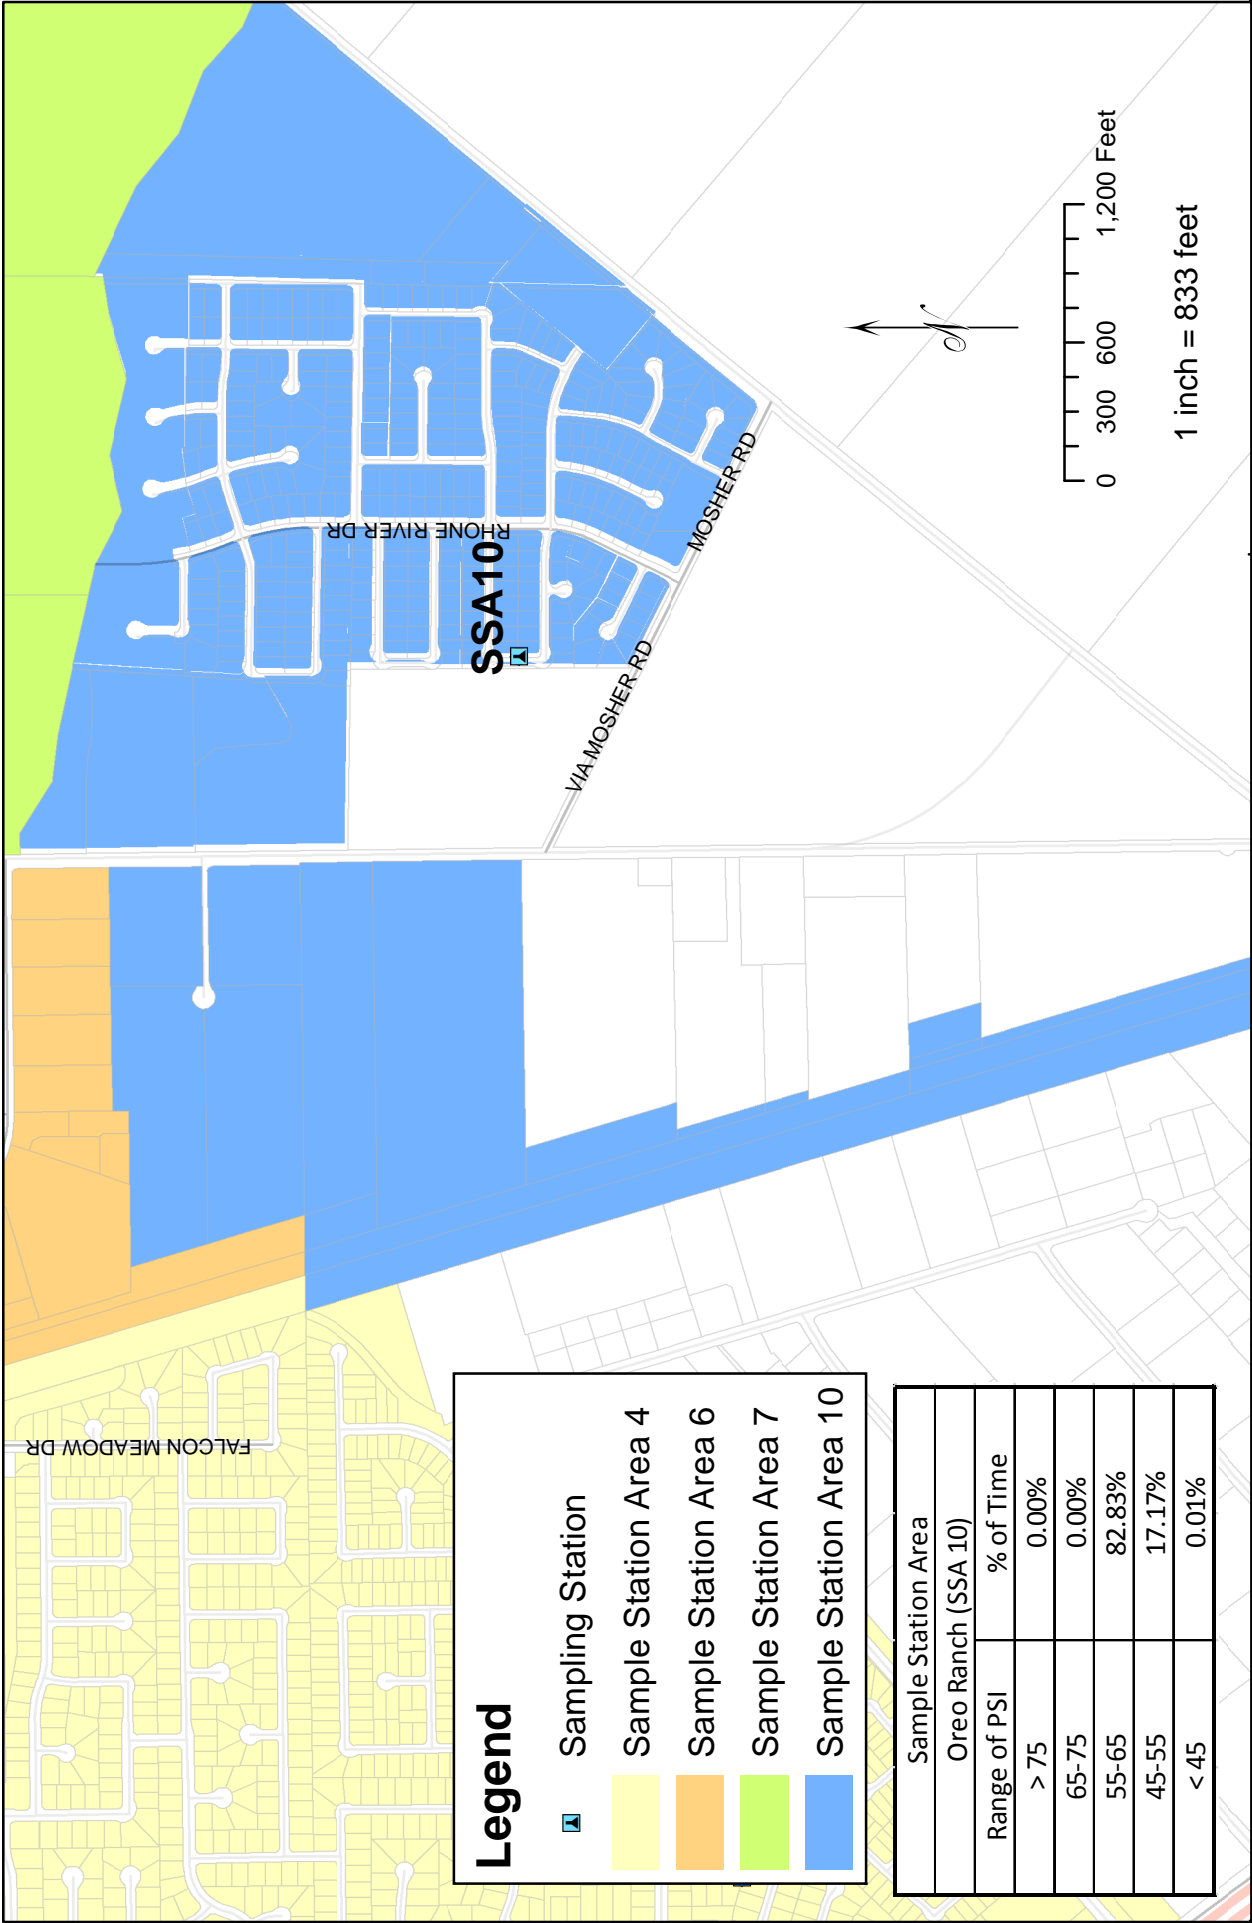 FALCON MEADOW DR
RHONE RIVER DR
SSA10
VIA MOSHER RD
MOSHER RD
Legend
Sampling Station
Sample Station Area 4
Sample Station Area 6
Sample Station Area 7
Sample Station Area 10
Sample Station Area
Oreo Ranch (SSA 10)
Range of PSI % of Time
> 75 0.00%
65-75 0.00%
55-65 82.83%
45-55 17.17%
< 45 0.01%
N
0 300 600 1,200 Feet
1 inch = 833 feet